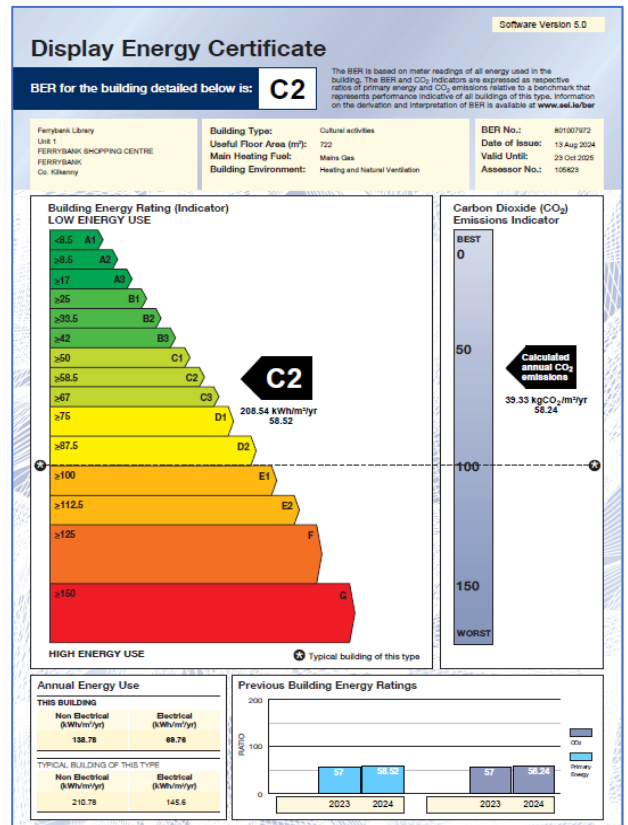 Software Version 5.0
Display Energy Certificate
BER for the building detailed below is:
C2
The BER is based on meter readings of all energy used in the
building. The BER and CO2 indicators are expressed as respective
ratios of primary energy and CO2 emissions relative to a benchmark that
represents performance indicative of all buildings of this type. Information
on the derivation and interpretation of BER is available at www.sei.ie/ber
Ferrybank Library
Unit 1
FERRYBANK SHOPPING CENTRE
FERRYBANK
Co. Kilkenny
Building Type: Cultural activities
Useful Floor Area (m²): 722
Main Heating Fuel: Mains Gas
Building Environment: Heating and Natural Ventilation
BER No.: 801007972
Date of Issue: 13 Aug 2024
Valid Until: 23 Oct 2025
Assessor No.: 105823
Building Energy Rating (Indicator)
LOW ENERGY USE
<8.5 A1
≥8.5 A2
≥17 A3
≥25 B1
≥33.5 B2
≥42 B3
≥50 C1
≥58.5 C2
≥67 C3
≥75 D1
≥87.5 D2
≥100 E1
≥112.5 E2
≥125 F
≥150 G
C2
208.54 kWh/m²/yr
58.52
HIGH ENERGY USE
Typical building of this type
Carbon Dioxide (CO2)
Emissions Indicator
BEST
0
50
100
150
WORST
Calculated
annual CO2
emissions
39.33 kgCO2/m²/yr
58.24
Annual Energy Use
THIS BUILDING
Non Electrical Electrical
(kWh/m²/yr) (kWh/m²/yr)
138.78 69.76
TYPICAL BUILDING OF THIS TYPE
Non Electrical Electrical
(kWh/m²/yr) (kWh/m²/yr)
210.78 145.6
Previous Building Energy Ratings
200
100
0
RATIO
57 58.52 57 58.24
2023 2024 2023 2024
CO2
Primary
Energy